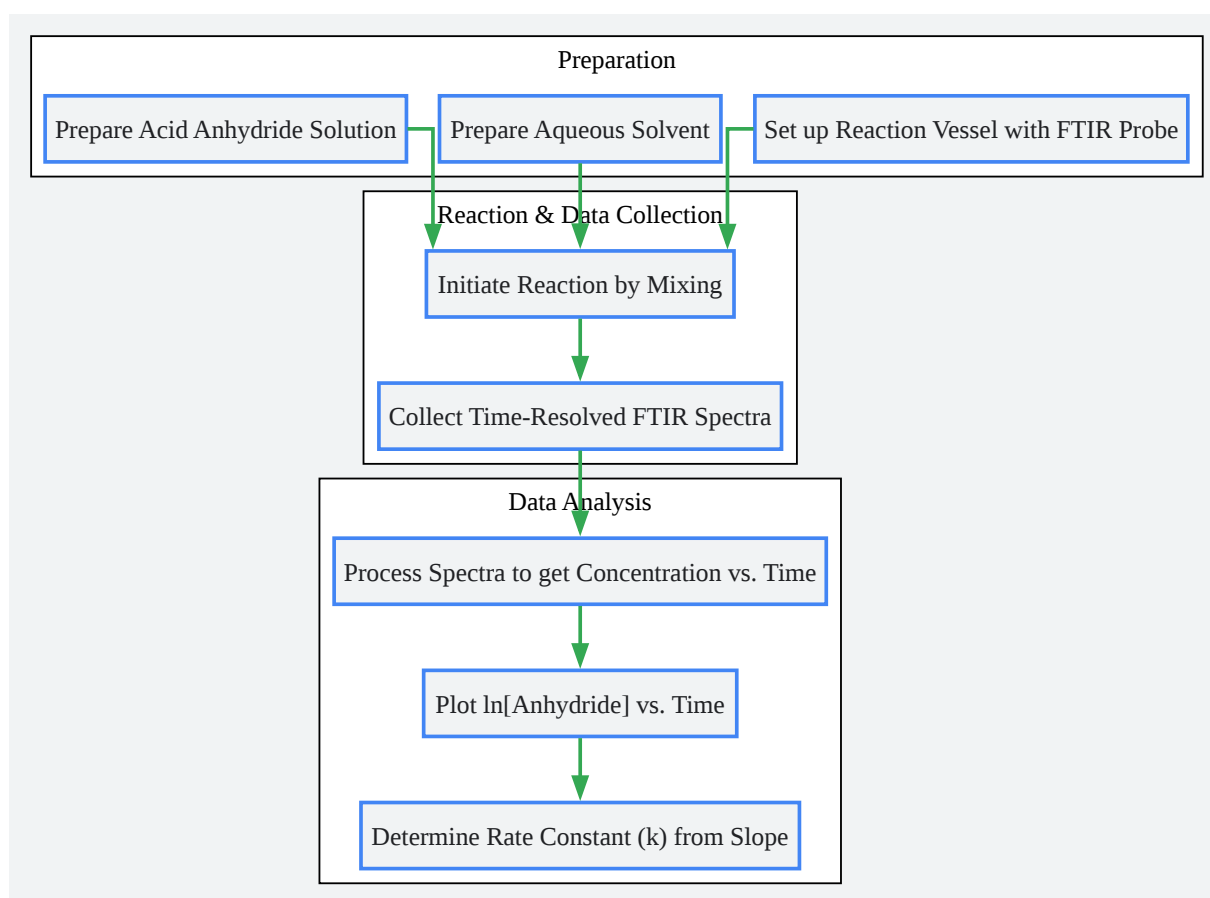 Preparation
Prepare Acid Anhydride Solution
Prepare Aqueous Solvent
Set up Reaction Vessel with FTIR Probe
Reaction & Data Collection
Initiate Reaction by Mixing
Collect Time-Resolved FTIR Spectra
Data Analysis
Process Spectra to get Concentration vs. Time
Plot ln[Anhydride] vs. Time
Determine Rate Constant (k) from Slope